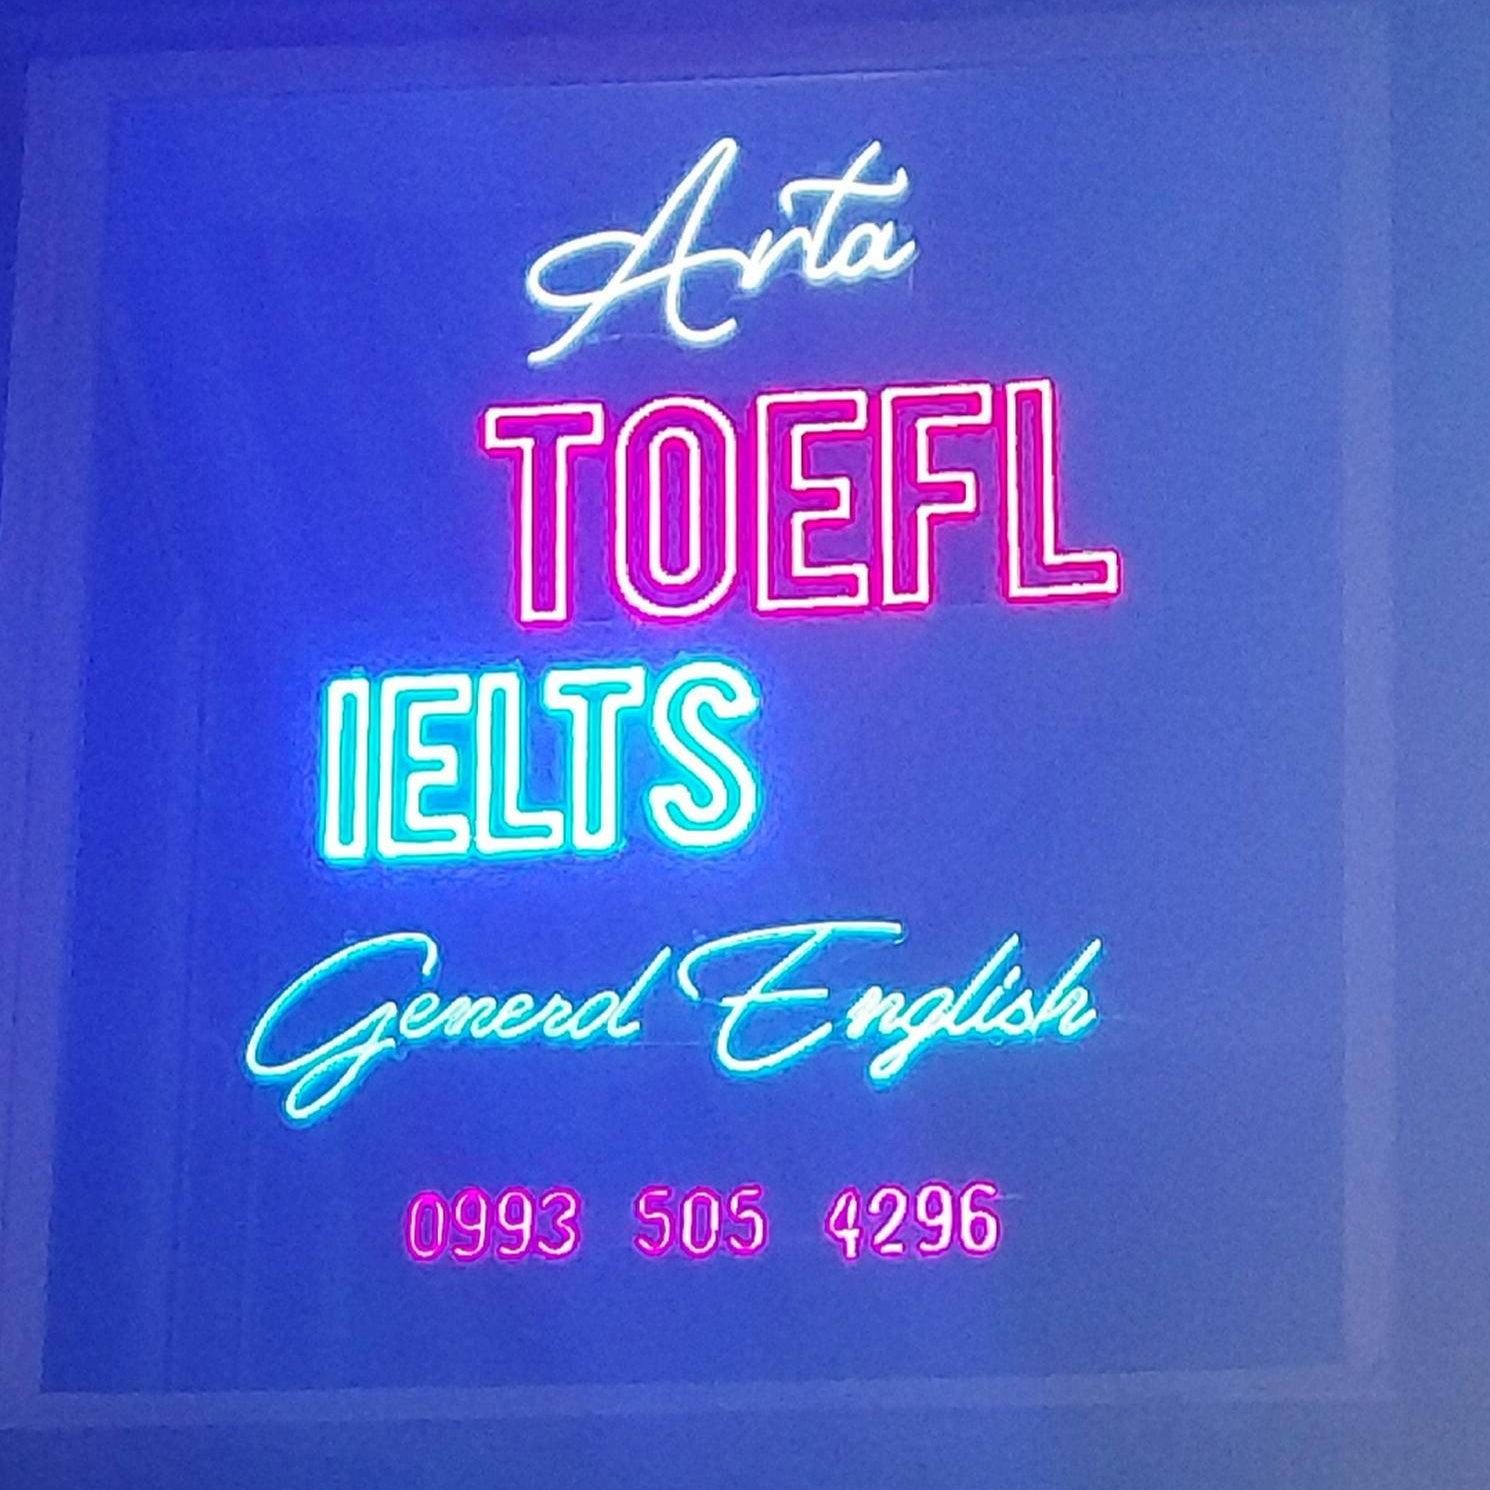 Arta
TOEFL
IELTS
General English
0993 505 4296